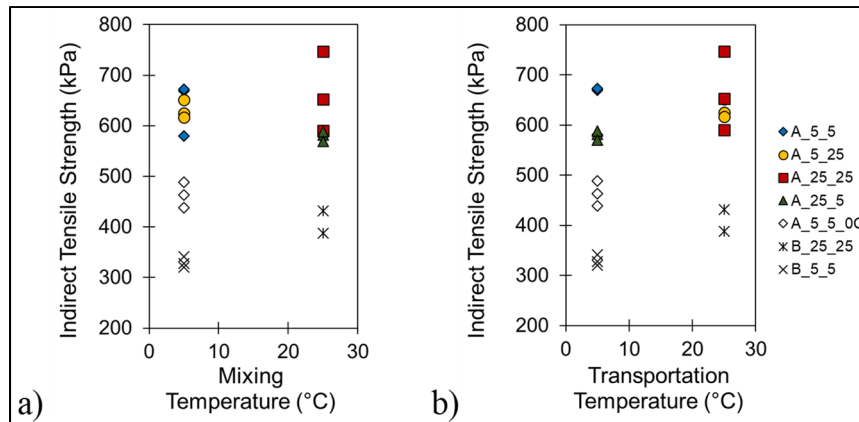 800
700
600
500
400
300
200
0
10
20
30
Indirect Tensile Strength (kPa)
Mixing
Temperature (°C)
a)
800
700
600
500
400
300
200
0
10
20
30
Indirect Tensile Strength (kPa)
Transportation
Temperature (°C)
b)
A_5_5
A_5_25
A_25_25
A_25_5
A_5_5_0C
B_25_25
B_5_5